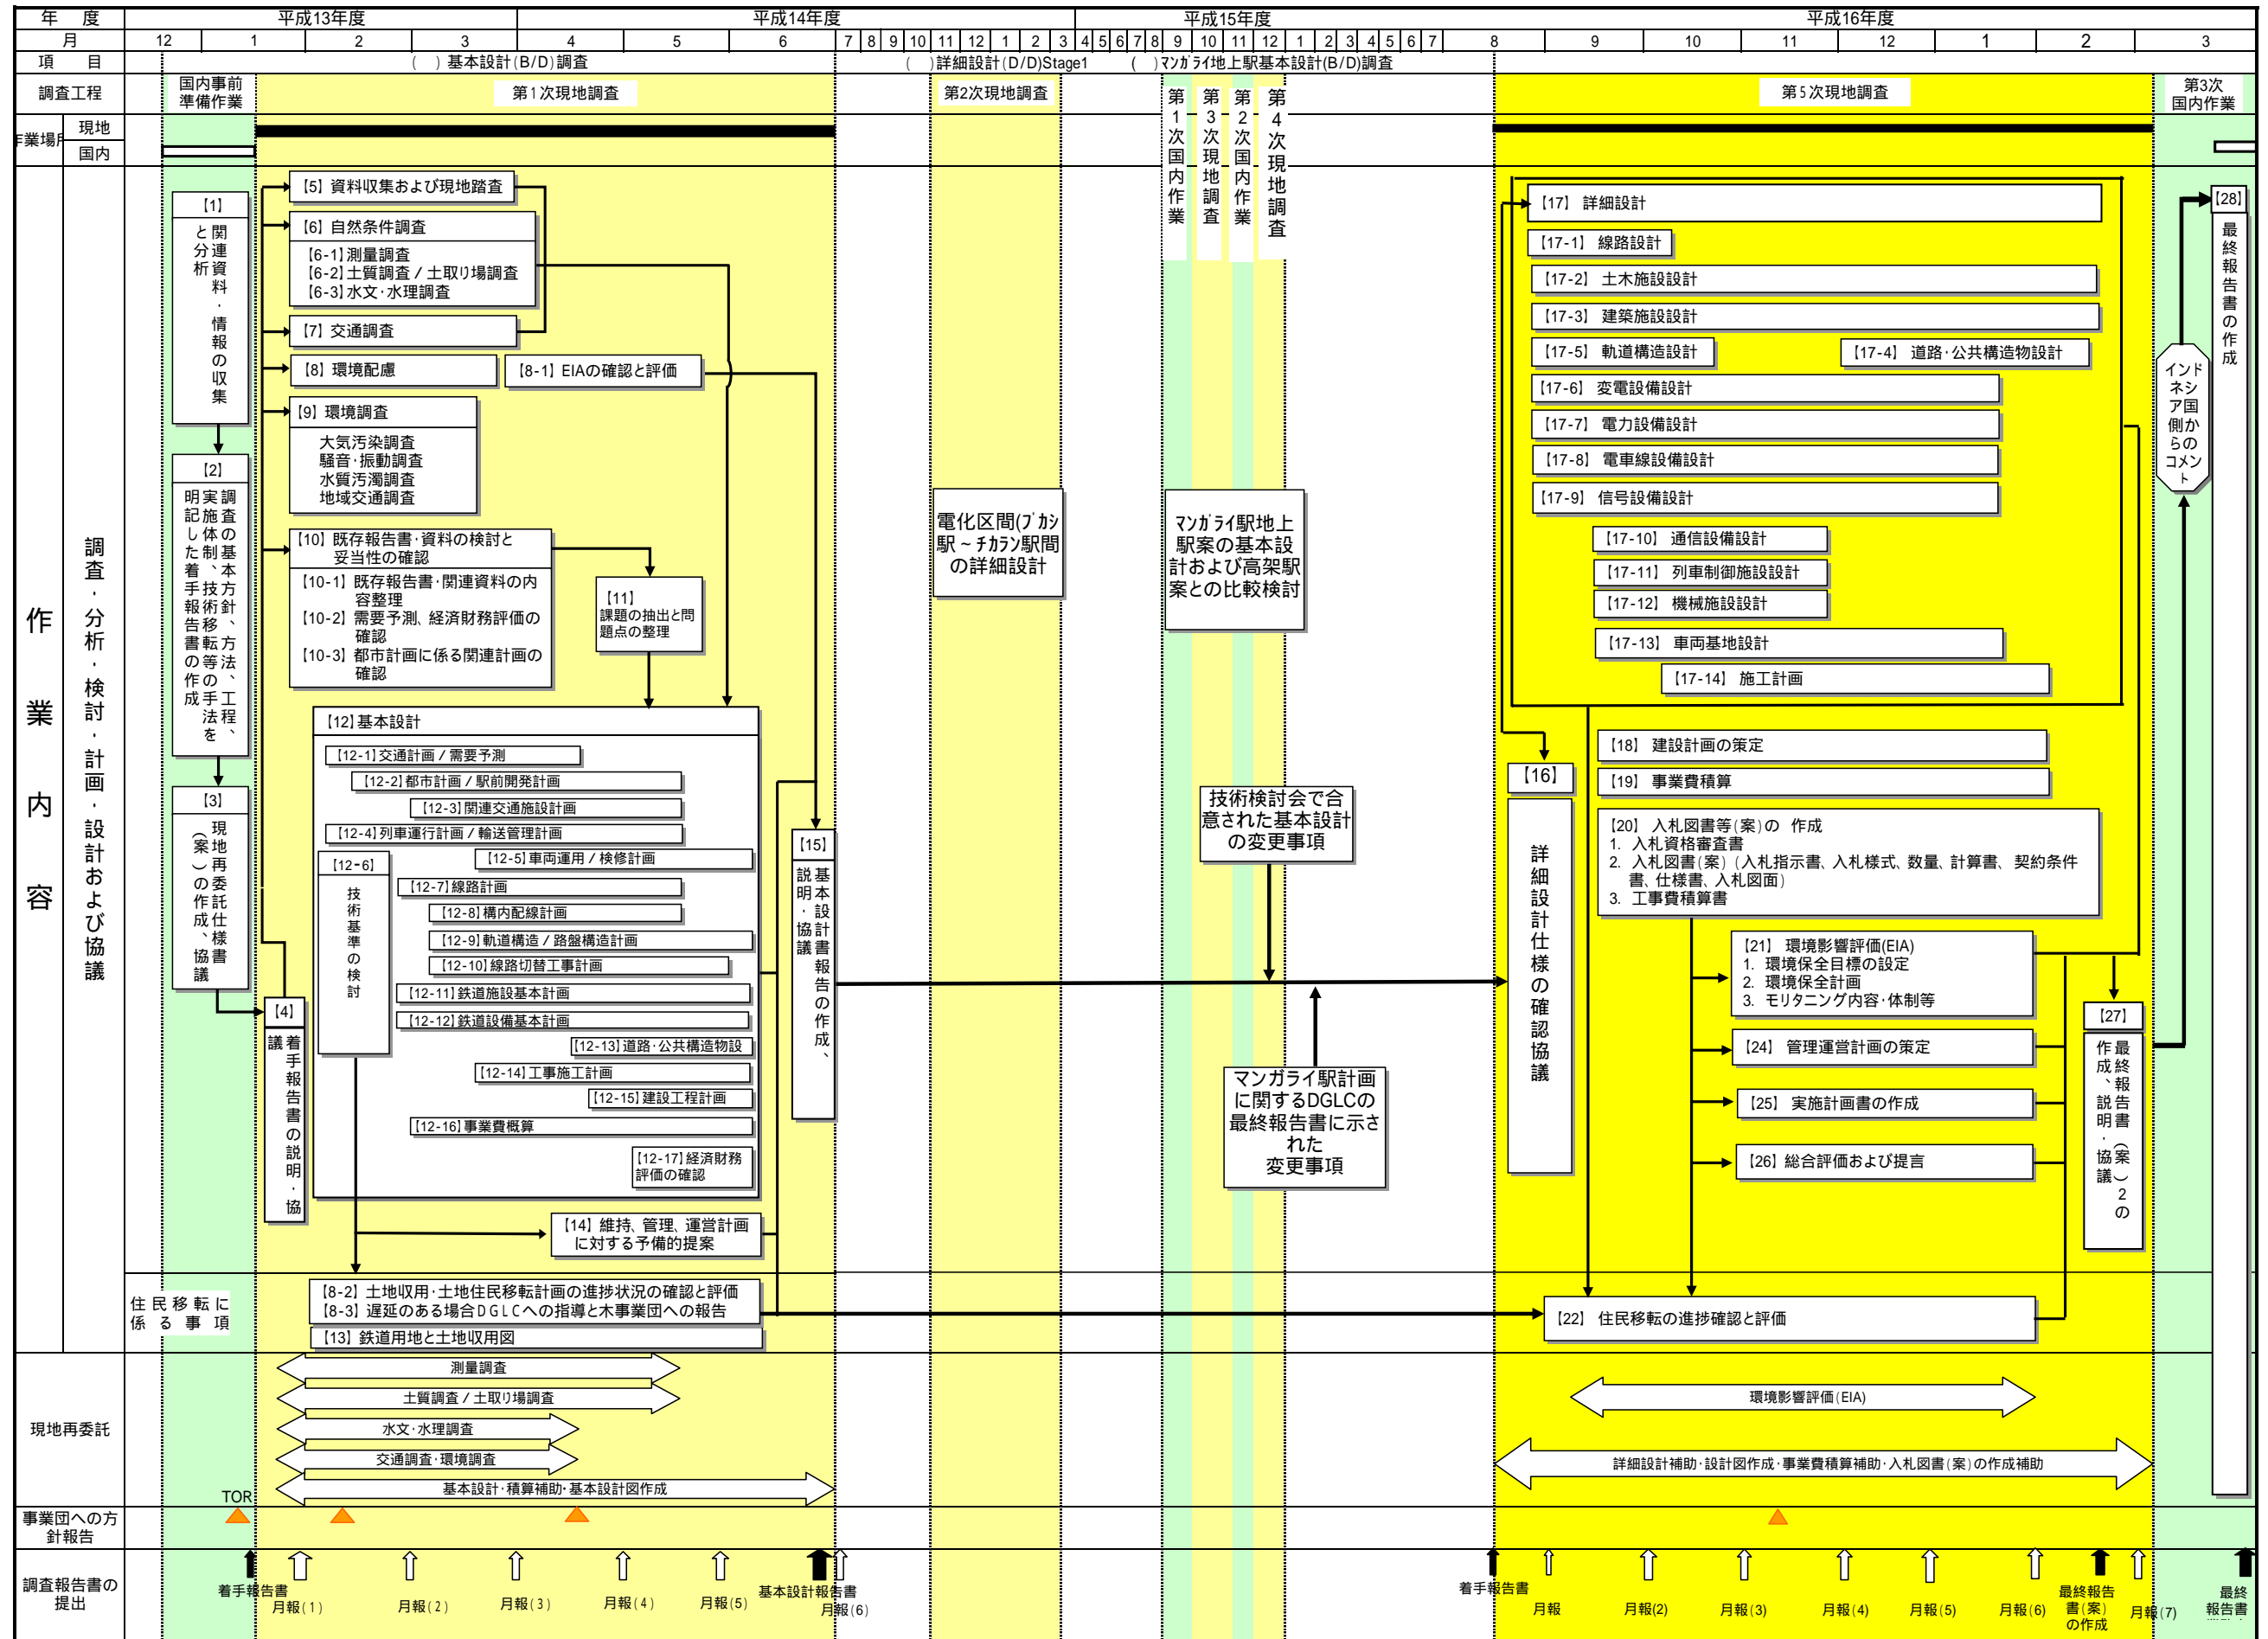 年 度
平成13年度
平成14年度
平成15年度
平成16年度
月
12 1 2 3 4 5 6 7 8 9 10 11 12 1 2 3 4 5 6 7 8 9 10 11 12 1 2 3 4 5 6 7 8 9 10 11 12 1 2 3
項 目
( ) 基本設計(B/D)調査
( )詳細設計(D/D)Stage1
( )マンガライ地上駅基本設計(B/D)調査
調査工程
国内事前
準備作業
第1次現地調査
第2次現地調査
第1次国内作業
第3次現地調査
第2次国内作業
第4次現地調査
第5次現地調査
第3次
国内作業
現地
国内
作業内容
調査・分析・検討・計画・設計および協議
【1】
関連資料・情報の収集
と分析
【2】
調査の基本方針、方法、工程、
実施体制、技術移転等の手法を
明記した着手報告書の作成
【3】
現地再委託仕様書
(案)の作成、協議
【4】
着手報告書の説明・協
議
【5】資料収集および現地踏査
【6】自然条件調査
【6-1】測量調査
【6-2】土質調査/土取り場調査
【6-3】水文・水理調査
【7】交通調査
【8】環境配慮
【8-1】EIAの確認と評価
【9】環境調査
大気汚染調査
騒音・振動調査
水質汚濁調査
地域交通調査
【10】既存報告書・資料の検討と
妥当性の確認
【10-1】既存報告書・関連資料の内
容整理
【10-2】需要予測、経済財務評価の
確認
【10-3】都市計画に係る関連計画の
確認
【11】
課題の抽出と問
題点の整理
【12】基本設計
【12-1】交通計画/需要予測
【12-2】都市計画/駅前開発計画
【12-3】関連交通施設計画
【12-4】列車運行計画/輸送管理計画
【12-5】車両運用/検修計画
【12-6】
技術基準の検討
【12-7】線路計画
【12-8】構内配線計画
【12-9】軌道構造/路盤構造計画
【12-10】線路切替工事計画
【12-11】鉄道施設基本計画
【12-12】鉄道設備基本計画
【12-13】道路・公共構造物設
【12-14】工事施工計画
【12-15】建設工程計画
【12-16】事業費概算
【12-17】経済財務
評価の確認
【14】維持、管理、運営計画
に対する予備的提案
【15】
基本設計書報告の作成、
説明・協議
電化区間(ブカシ
駅~チカラン駅間
の詳細設計
マンガライ駅地上
駅案の基本設
計および高架駅
案との比較検討
技術検討会で合
意された基本設計
の変更事項
マンガライ駅計画
に関するDGLCの
最終報告書に示さ
れた
変更事項
【16】
詳細設計仕様の確認協議
【17】 詳細設計
【17-1】 線路設計
【17-2】 土木施設設計
【17-3】 建築施設設計
【17-5】 軌道構造設計
【17-4】 道路・公共構造物設計
【17-6】 変電設備設計
【17-7】 電力設備設計
【17-8】 電車線設備設計
【17-9】 信号設備設計
【17-10】 通信設備設計
【17-11】 列車制御施設設計
【17-12】 機械施設設計
【17-13】 車両基地設計
【17-14】 施工計画
【18】 建設計画の策定
【19】 事業費積算
【20】 入札図書等(案)の 作成
1. 入札資格審査書
2. 入札図書(案)(入札指示書、入札様式、数量、計算書、契約条件
書、仕様書、入札図面)
3. 工事費積算書
【21】 環境影響評価(EIA)
1. 環境保全目標の設定
2. 環境保全計画
3. モリタニング内容・体制等
【24】 管理運営計画の策定
【25】 実施計画書の作成
【26】総合評価および提言
【27】
最終報告書(案)2の
作成、説明・協議
インド
ネシ
ア国
側か
らの
コメン
ト
【28】
最終報告書の作成
住民移転に
係る事項
【8-2】土地収用・土地住民移転計画の進捗状況の確認と評価
【8-3】遅延のある場合DGLCへの指導と木事業団への報告
【13】鉄道用地と土地収用図
【22】 住民移転の進捗確認と評価
現地再委託
測量調査
土質調査/土取り場調査
水文・水理調査
交通調査・環境調査
基本設計・積算補助・基本設計図作成
環境影響評価(EIA)
詳細設計補助・設計図作成・事業費積算補助・入札図書(案)の作成補助
事業団への方
針報告
TOR
調査報告書の
提出
着手報告書
月報(1)
月報(2)
月報(3)
月報(4)
月報(5)
基本設計報告書
月報(6)
着手報告書
月報
月報(2)
月報(3)
月報(4)
月報(5)
月報(6)
最終報告
書(案)
の作成
月報(7)
最終
報告書